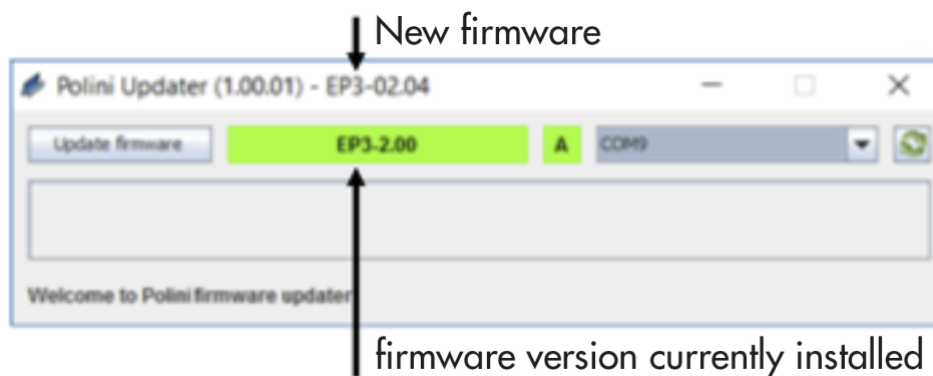 New firmware
Polini Updater (1.00.01) - EP3-02.04
Update firmware EP3-2.00 A COM9
Welcome to Polini firmware updater
firmware version currently installed